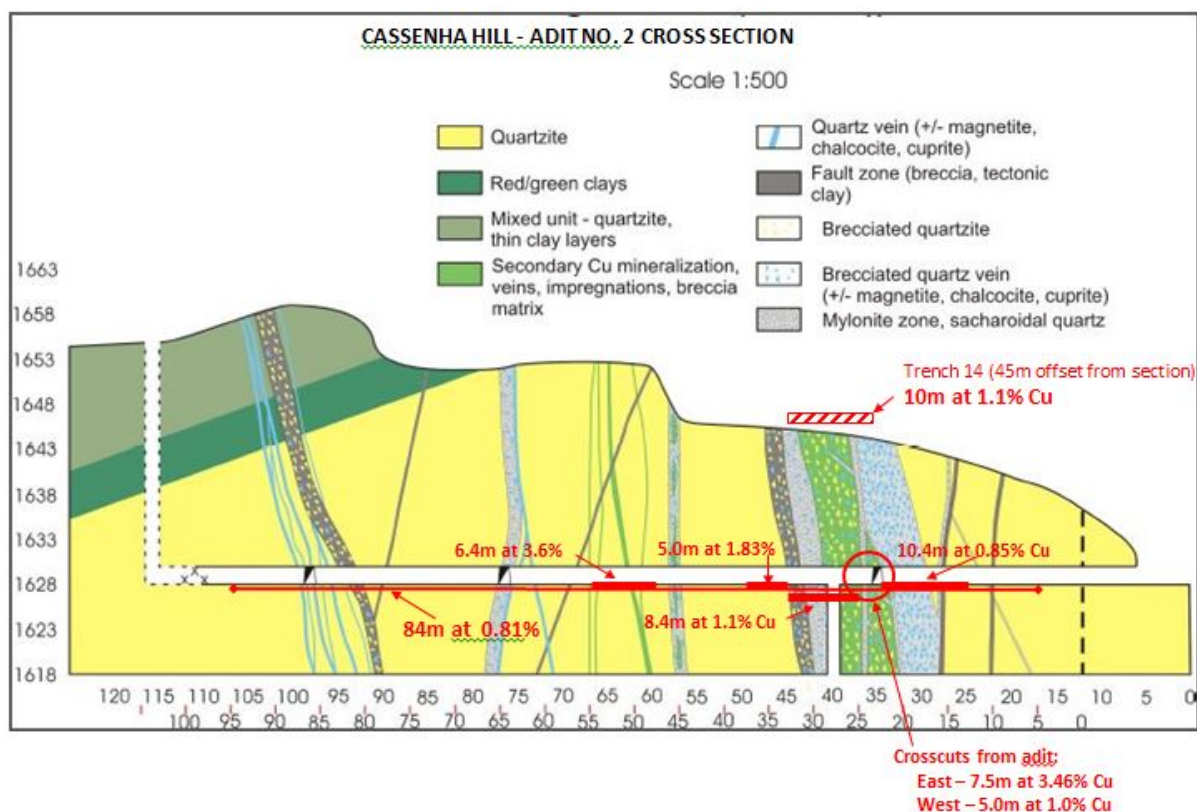 CASSENHA HILL - ADIT NO. 2 CROSS SECTION
Scale 1:500
Quartzite
Red/green clays
Mixed unit - quartzite,
thin clay layers
Secondary Cu mineralization,
veins, impregnations, breccia
matrix
Quartz vein (+/- magnetite,
chalcocite, cuprite)
Fault zone (breccia, tectonic
clay)
Brecciated quartzite
Brecciated quartz vein
(+/- magnetite, chalcocite, cuprite)
Mylonite zone, sacharoidal quartz
1663
1658
1653
1648
1643
1638
1633
1628
1623
1618
Trench 14 (45m offset from section)
10m at 1.1% Cu
6.4m at 3.6%
5.0m at 1.83%
10.4m at 0.85% Cu
84m at 0.81%
8.4m at 1.1% Cu
120 115 110 100 95 90 85 80 75 70 65 60 55 50 45 40 35 30 25 20 15 10 5 0
100 95 90 85 80 75 70 65 60 55 50 45 40 35 30 25 20 15 10 5 0
Crosscuts from adit:
East – 7.5m at 3.46% Cu
West – 5.0m at 1.0% Cu